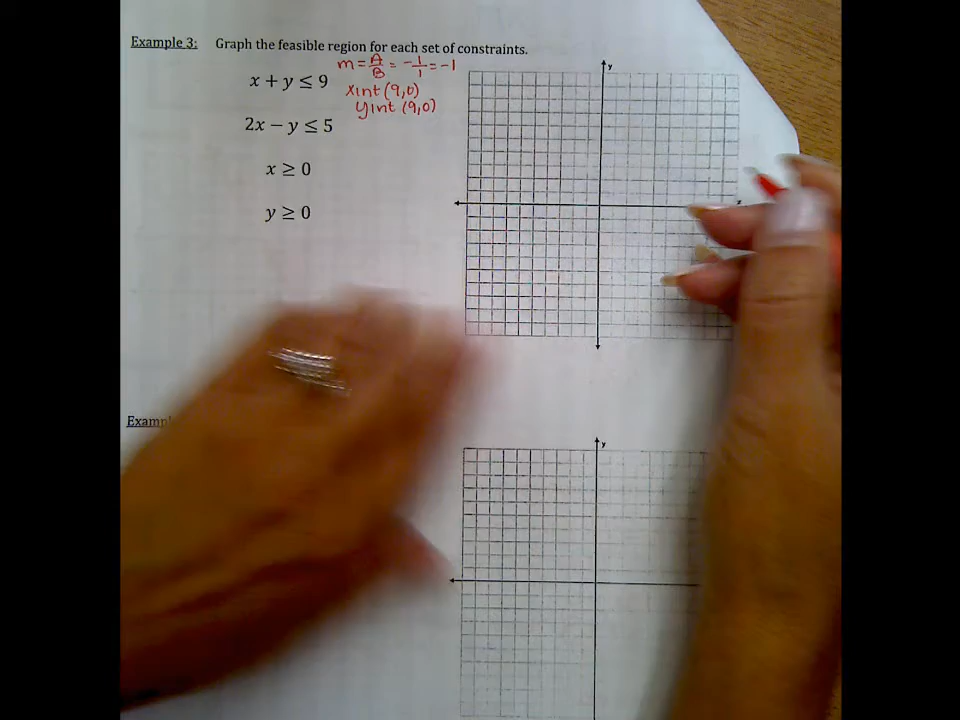 Example 3: Graph the feasible region for each set of constraints.
x + y ≤ 9
m = A/B = -1/1 = -1
xint (9,0)
yint (9,0)
2x − y ≤ 5
x ≥ 0
y ≥ 0
y
y